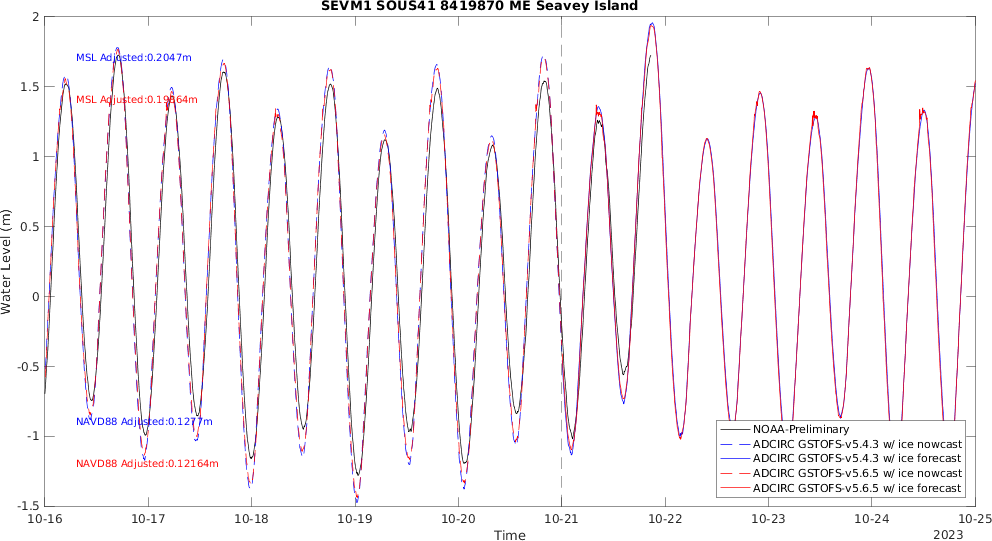 SEVM1 SOUS41 8419870 ME Seavey Island
2
1.5
1
0.5
0
-0.5
-1
-1.5
Water Level (m)
MSL Adjusted:0.2047m
MSL Adjusted:0.19364m
NAVD88 Adjusted:0.1277m
NAVD88 Adjusted:0.12164m
NOAA-Preliminary
ADCIRC GSTOFS-v5.4.3 w/ ice nowcast
ADCIRC GSTOFS-v5.4.3 w/ ice forecast
ADCIRC GSTOFS-v5.6.5 w/ ice nowcast
ADCIRC GSTOFS-v5.6.5 w/ ice forecast
10-16 10-17 10-18 10-19 10-20 10-21 10-22 10-23 10-24 10-25
Time
2023